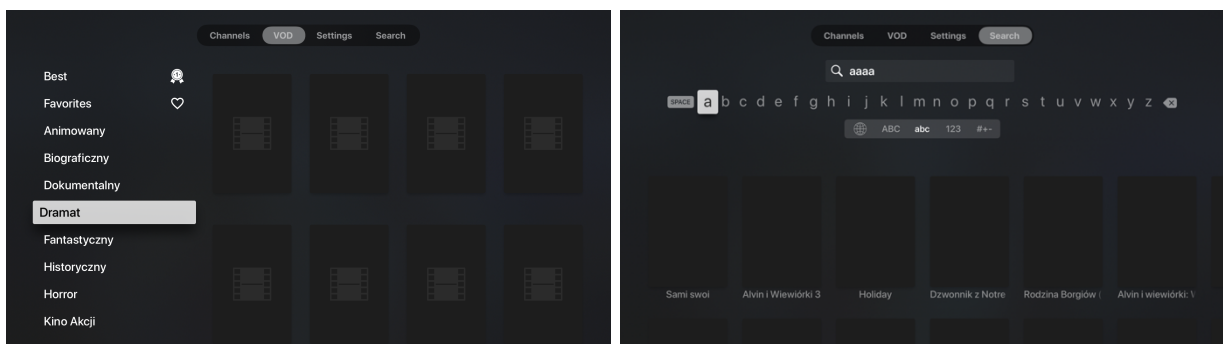 Channels VOD Settings Search
Best
Favorites
Animowany
Biograficzny
Dokumentalny
Dramat
Fantastyczny
Historyczny
Horror
Kino Akcji
Channels VOD Settings Search
aaaa
SPACE a b c d e f g h i j k l m n o p q r s t u v w x y z
ABC abc 123 #+-
Sami swoi Alvin i Wiewiórki 3 Holiday Dzwonnik z Notre Rodzina Borgiów ( Alvin i wiewiórki: